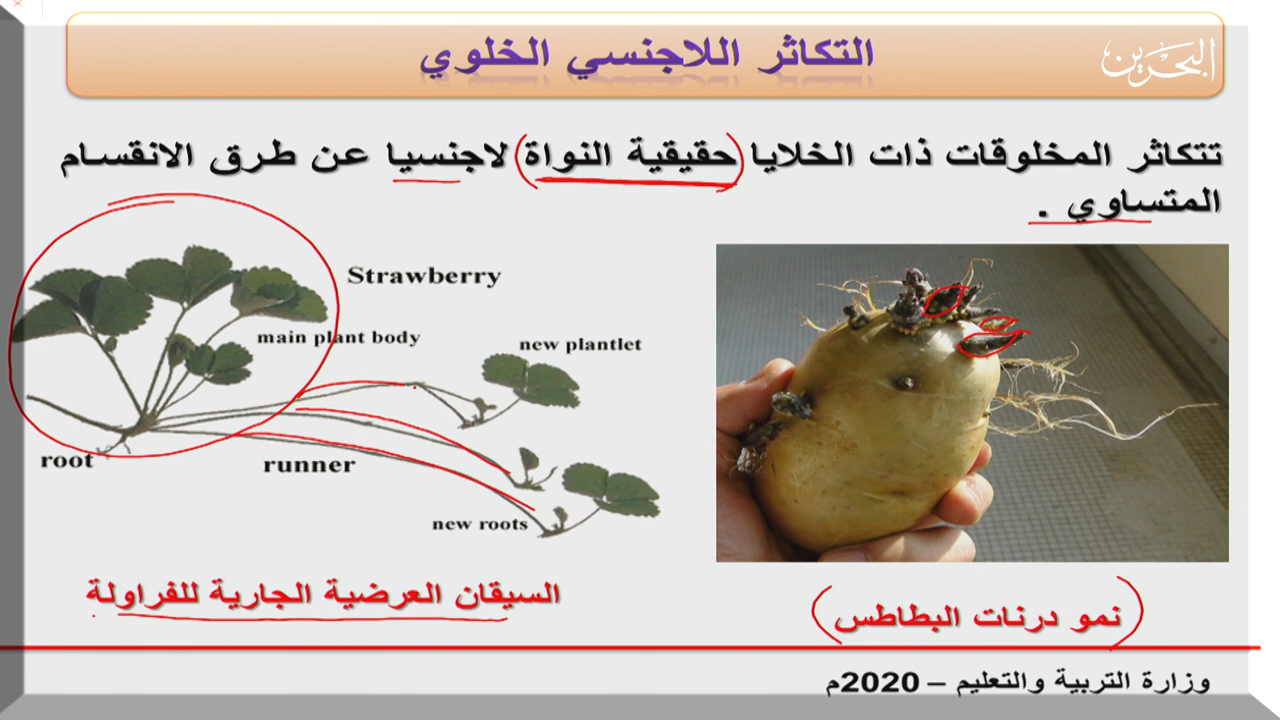 التكاثر اللاجنسي الخلوي
البحرين
تتكاثر المخلوقات ذات الخلايا (حقيقية النواة) لاجنسيا عن طرق الانقسام
المتساوي .
Strawberry
main plant body
new plantlet
root
runner
new roots
السيقان العرضية الجارية للفراولة
(نمو درنات البطاطس)
وزارة التربية والتعليم – 2020م